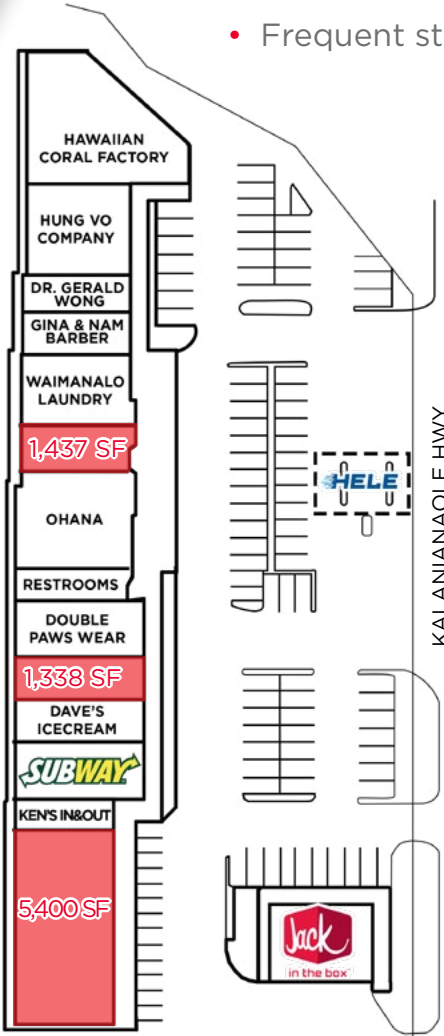 • Frequent st
HAWAIIAN
CORAL FACTORY
HUNG VO
COMPANY
DR. GERALD
WONG
GINA & NAM
BARBER
WAIMANALO
LAUNDRY
1,437 SF
OHANA
RESTROOMS
DOUBLE
PAWS WEAR
1,338 SF
DAVE'S
ICECREAM
SUBWAY
KEN'S IN&OUT
5,400 SF
HELE
KALANIANAOLE HWY
Jack
in the box